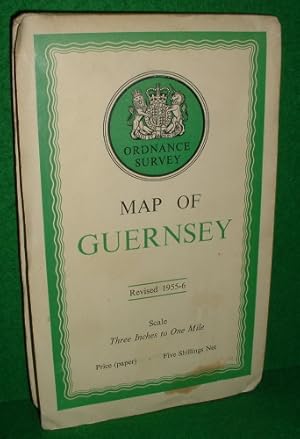 ORDNANCE
SURVEY
MAP OF
GUERNSEY
Revised 1955-6
Scale
Three Inches to One Mile
Price (paper) Five Shillings Net